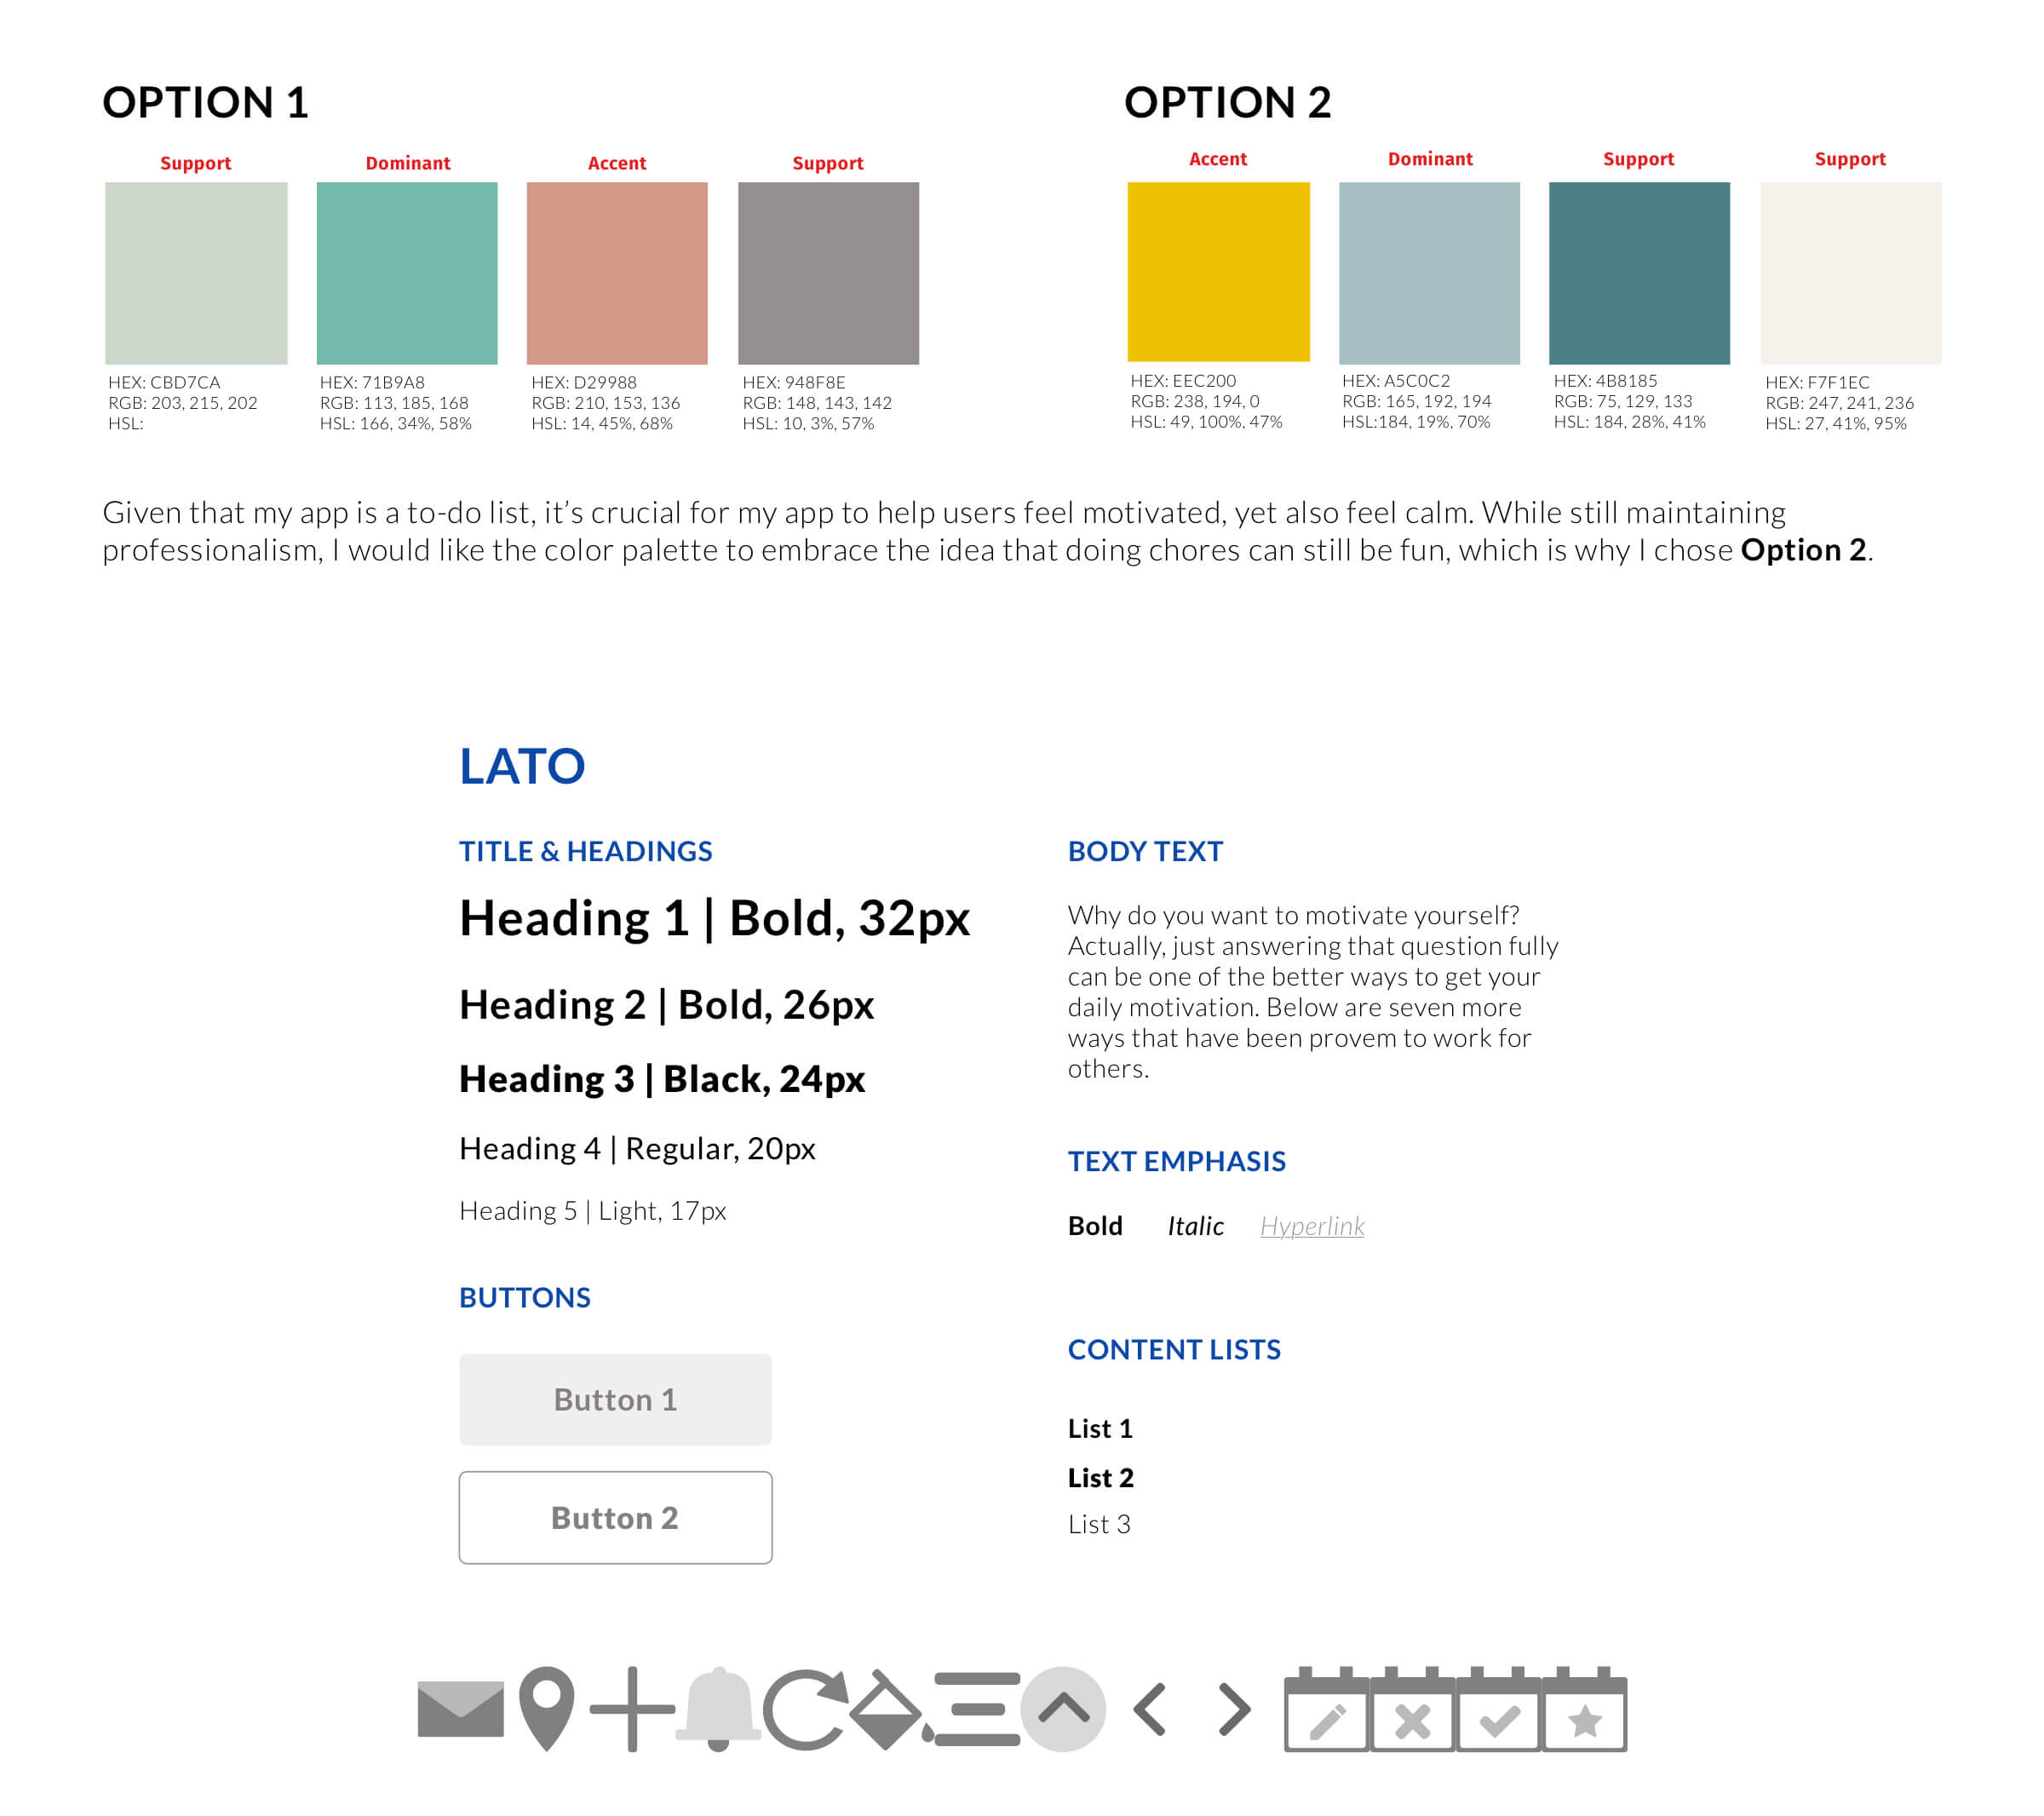 OPTION 1
Support
Dominant
Accent
Support
HEX: CBD7CA
RGB: 203, 215, 202
HSL:
HEX: 71B9A8
RGB: 113, 185, 168
HSL: 166, 34%, 58%
HEX: D29988
RGB: 210, 153, 136
HSL: 14, 45%, 68%
HEX: 948F8E
RGB: 148, 143, 142
HSL: 10, 3%, 57%
OPTION 2
Accent
Dominant
Support
Support
HEX: EEC200
RGB: 238, 194, 0
HSL: 49, 100%, 47%
HEX: A5C0C2
RGB: 165, 192, 194
HSL:184, 19%, 70%
HEX: 4B8185
RGB: 75, 129, 133
HSL: 184, 28%, 41%
HEX: F7F1EC
RGB: 247, 241, 236
HSL: 27, 41%, 95%
Given that my app is a to-do list, it’s crucial for my app to help users feel motivated, yet also feel calm. While still maintaining
professionalism, I would like the color palette to embrace the idea that doing chores can still be fun, which is why I chose Option 2.
LATO
TITLE & HEADINGS
Heading 1 | Bold, 32px
Heading 2 | Bold, 26px
Heading 3 | Black, 24px
Heading 4 | Regular, 20px
Heading 5 | Light, 17px
BUTTONS
Button 1
Button 2
BODY TEXT
Why do you want to motivate yourself?
Actually, just answering that question fully
can be one of the better ways to get your
daily motivation. Below are seven more
ways that have been provem to work for
others.
TEXT EMPHASIS
Bold Italic Hyperlink
CONTENT LISTS
List 1
List 2
List 3